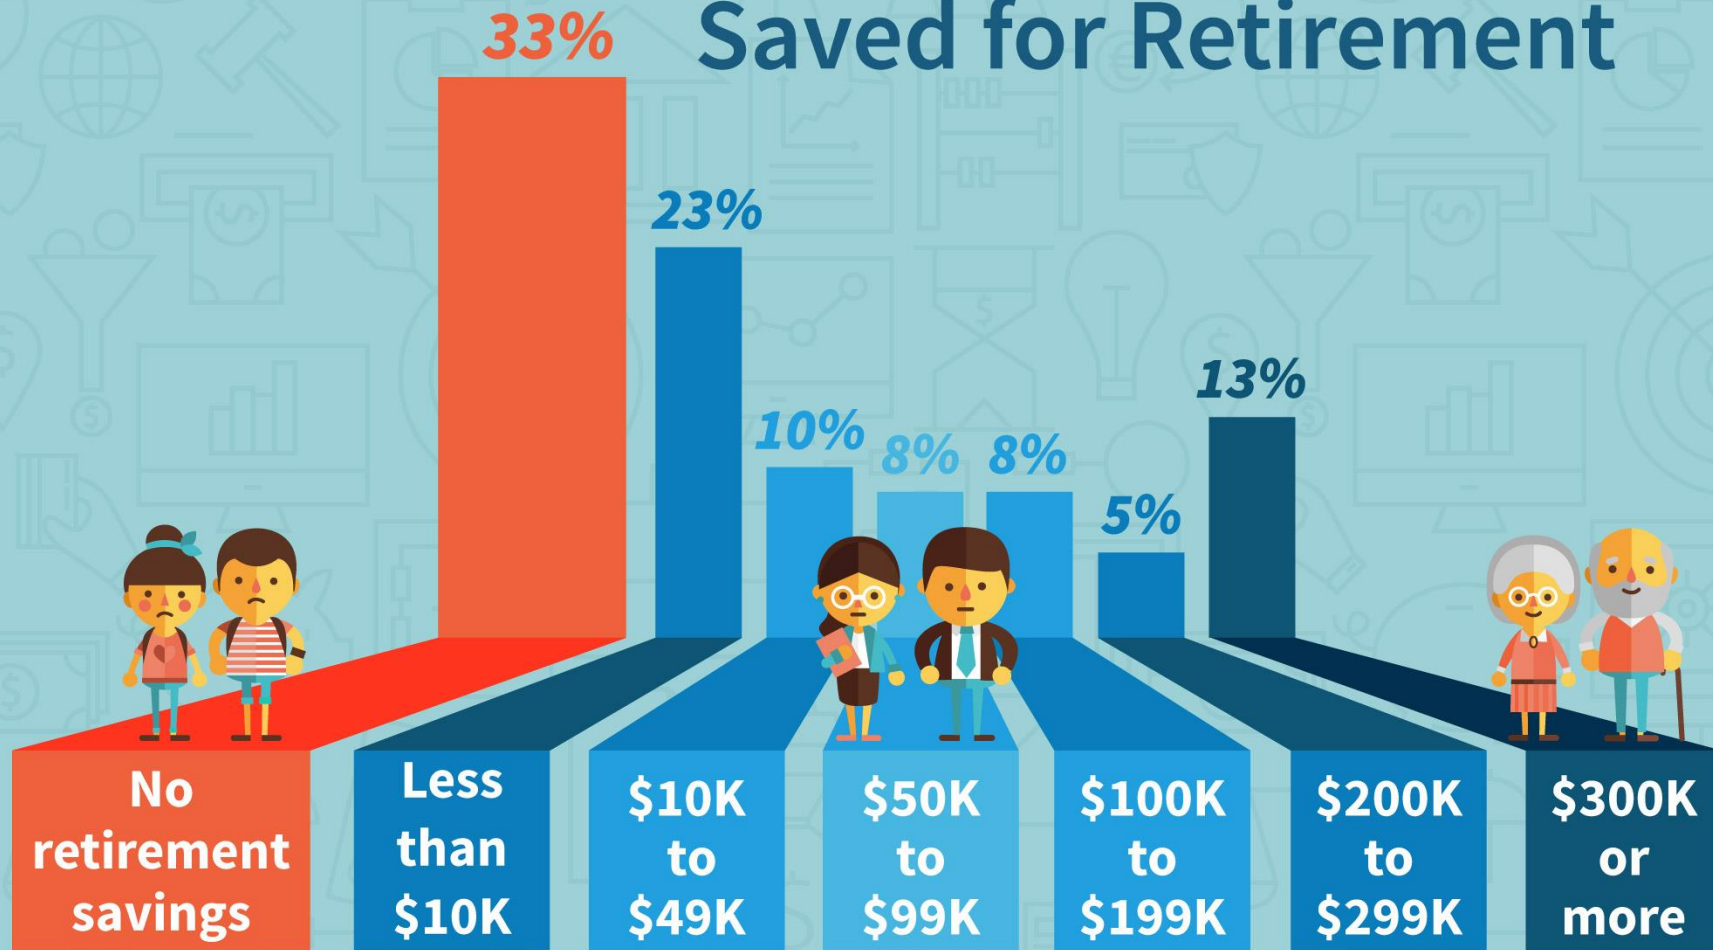 Saved for Retirement
33%
23%
10%
8%
8%
5%
13%
No
retirement
savings
Less
than
$10K
$10K
to
$49K
$50K
to
$99K
$100K
to
$199K
$200K
to
$299K
$300K
or
more